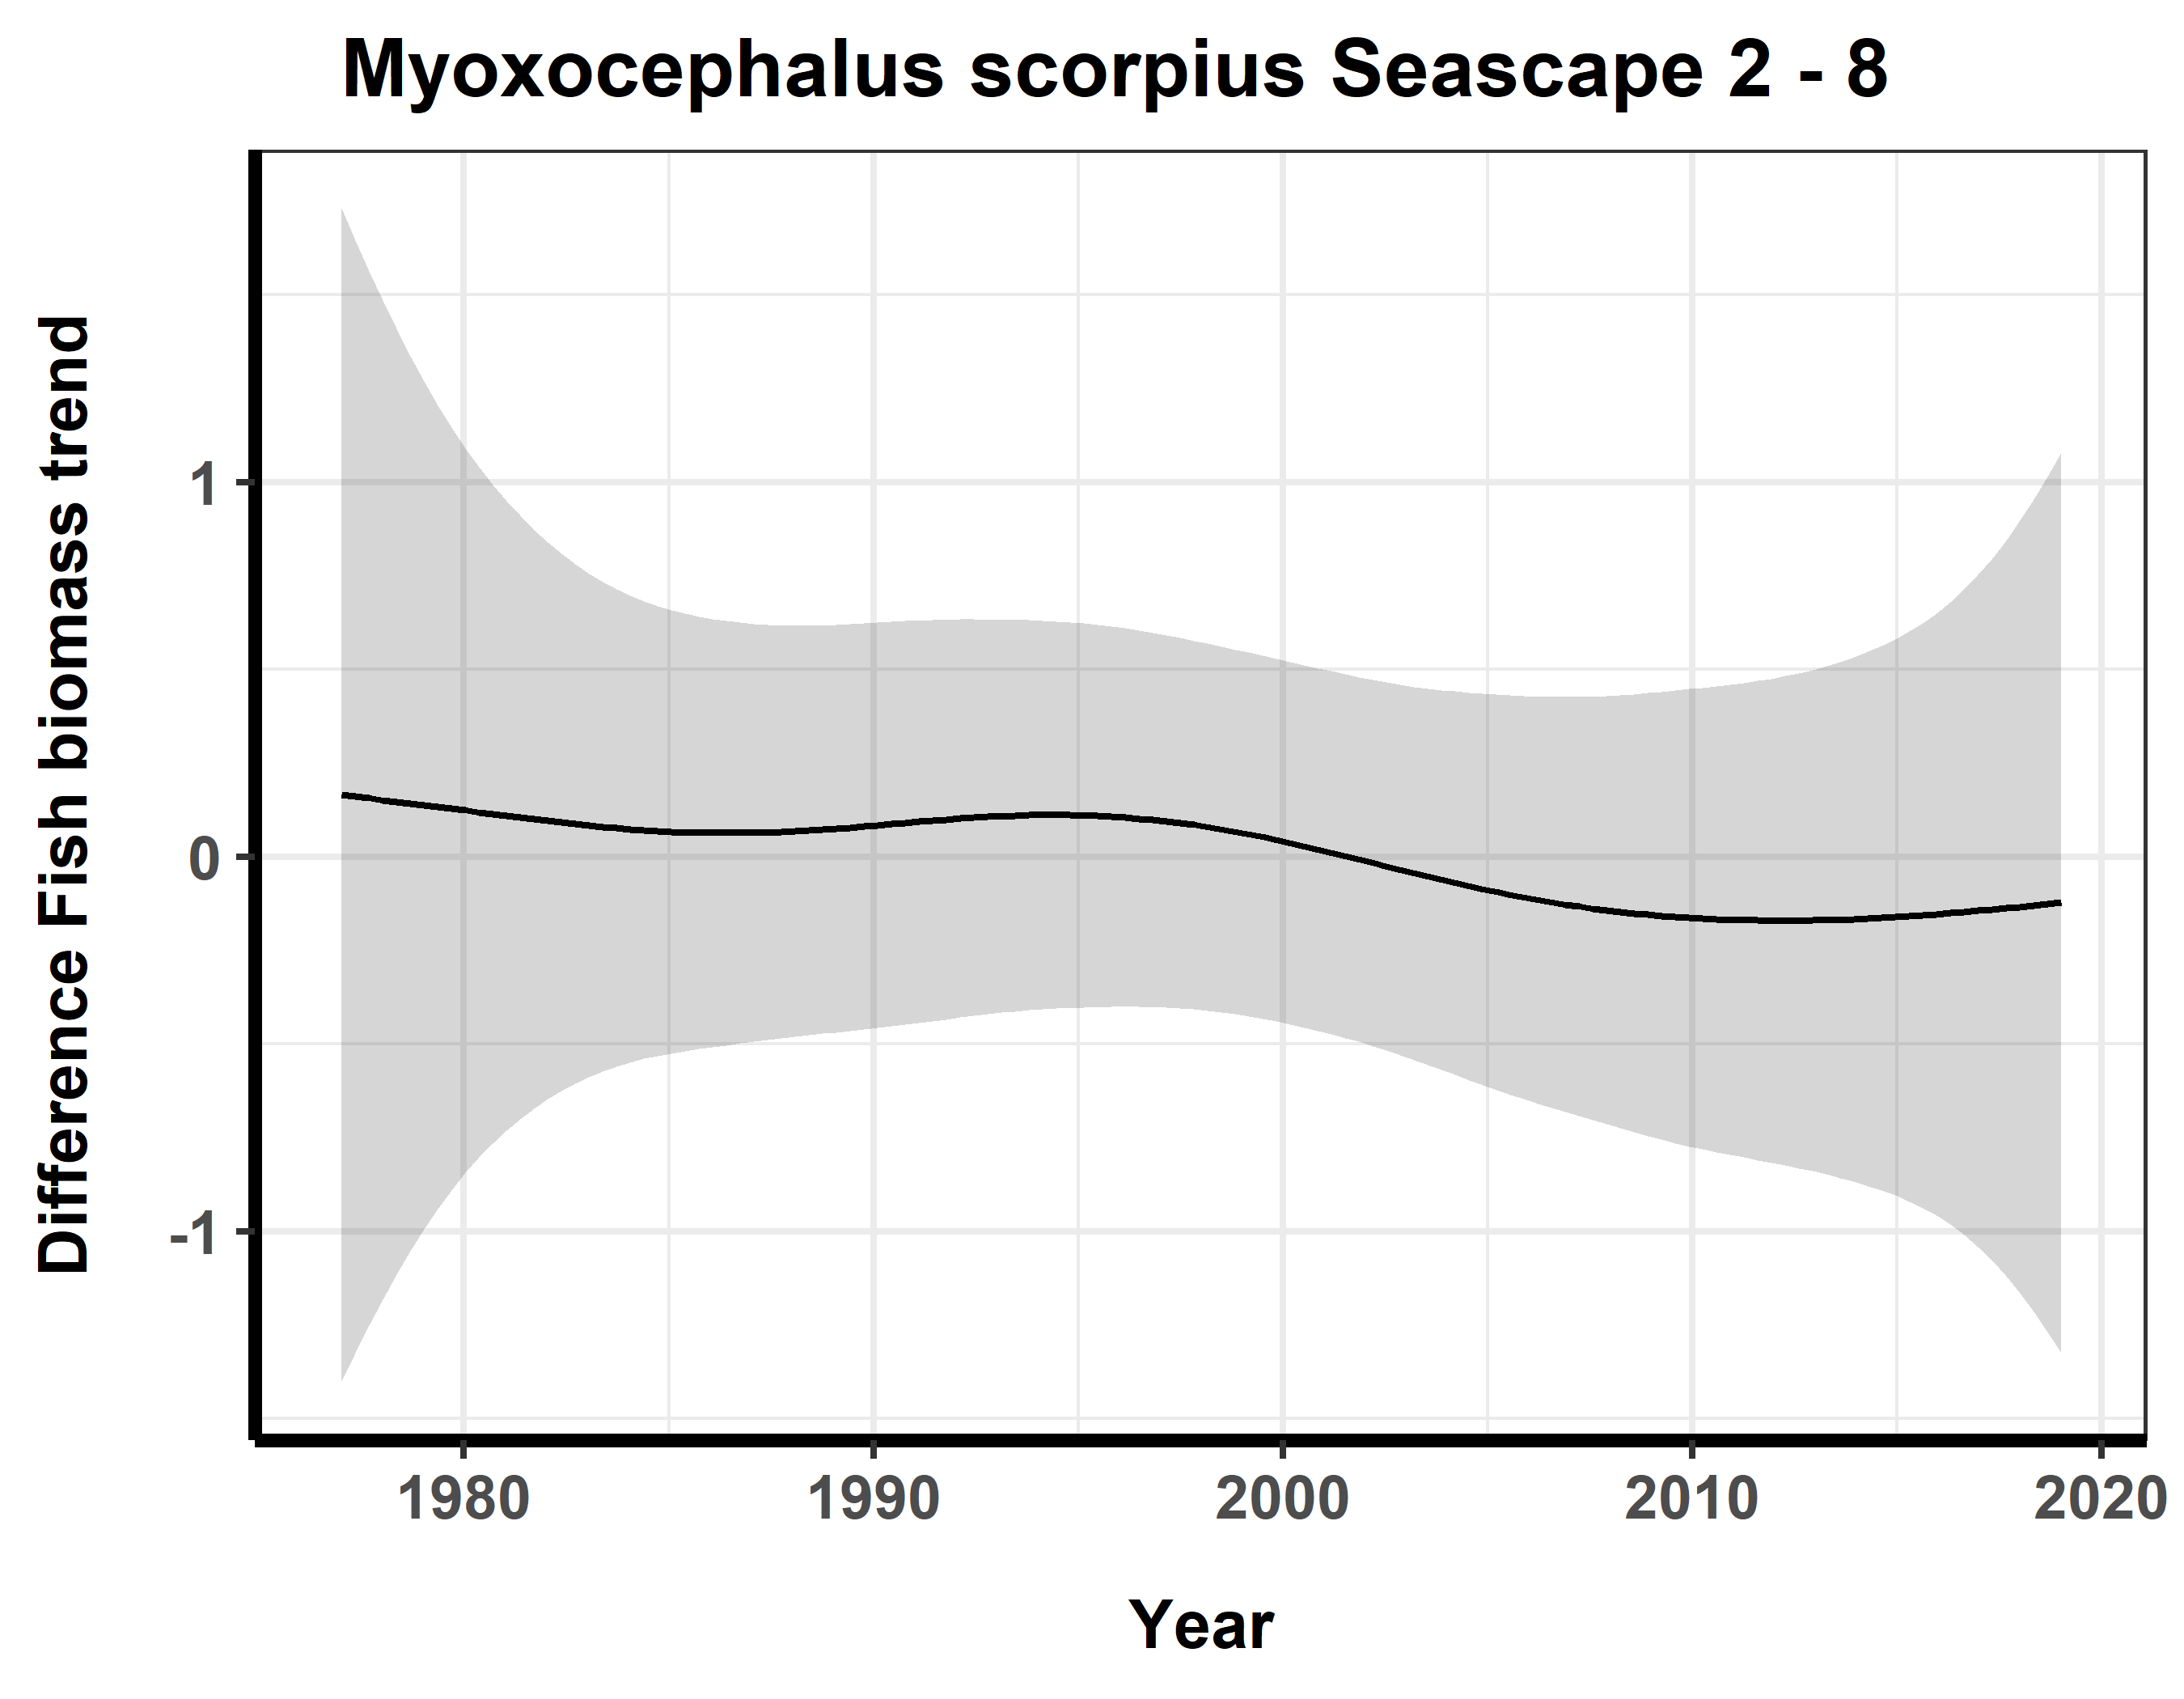 Myoxocephalus scorpius Seascape 2 - 8
Difference Fish biomass trend
1
0
-1
1980 1990 2000 2010 2020
Year